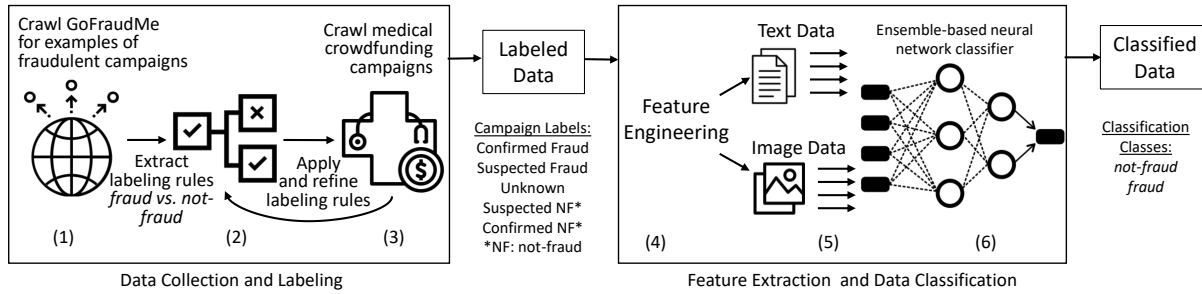 Crawl GoFraudMe
for examples of
fraudulent campaigns
Extract
labeling rules
fraud vs. not-
fraud
Apply
and refine
labeling rules
Crawl medical
crowdfunding
campaigns
(1)
(2)
(3)
Data Collection and Labeling
Labeled
Data
Campaign Labels:
Confirmed Fraud
Suspected Fraud
Unknown
Suspected NF*
Confirmed NF*
*NF: not-fraud
Feature
Engineering
Text Data
Image Data
Ensemble-based neural
network classifier
(4)
(5)
(6)
Feature Extraction and Data Classification
Classified
Data
Classification
Classes:
not-fraud
fraud